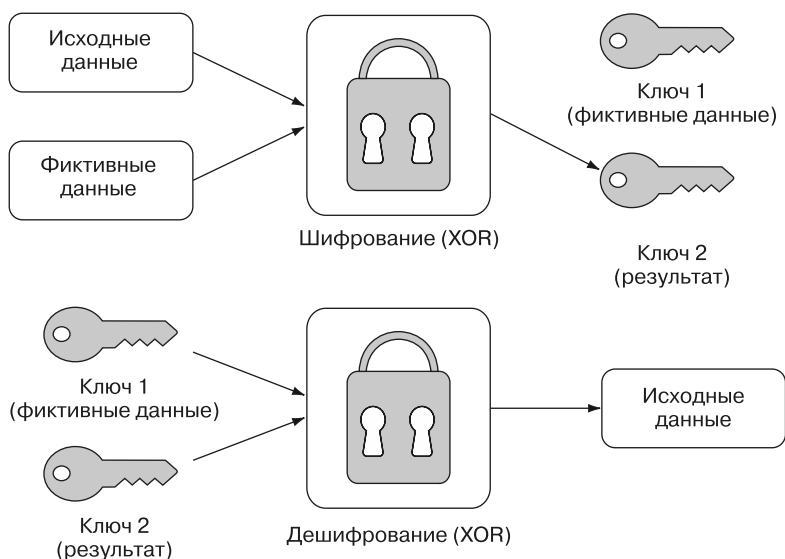 Исходные
данные
Фиктивные
данные
Шифрование (XOR)
Ключ 1
(фиктивные данные)
Ключ 2
(результат)
Ключ 1
(фиктивные данные)
Ключ 2
(результат)
Дешифрование (XOR)
Исходные
данные